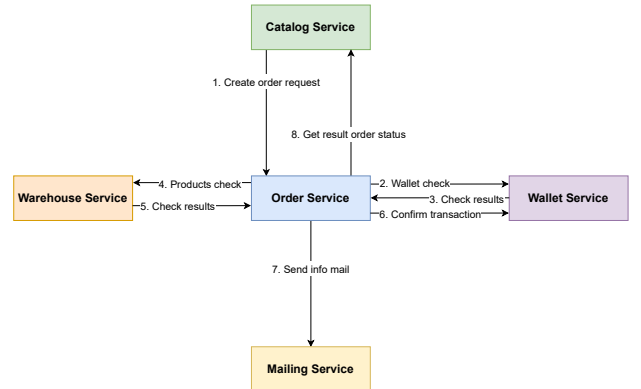 Catalog Service
1. Create order request
8. Get result order status
Warehouse Service
4. Products check
5. Check results
Order Service
2. Wallet check
3. Check results
6. Confirm transaction
Wallet Service
7. Send info mail
Mailing Service